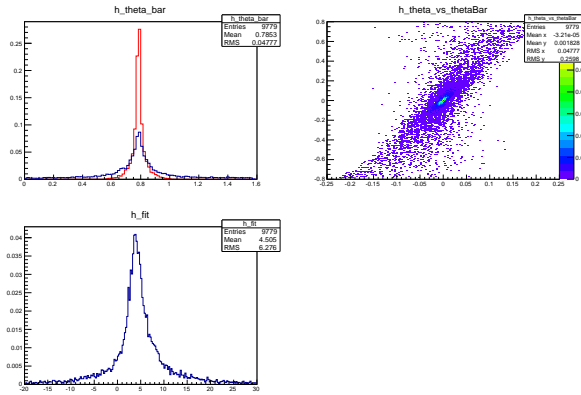 h_theta_bar
h_theta_bar
Entries 9779
Mean 0.7853
RMS 0.04777
0.25
0.2
0.15
0.1
0.05
0 0.2 0.4 0.6 0.8 1 1.2 1.4 1.6
h_theta_vs_thetaBar
h_theta_vs_thetaBar
Entries 9779
Mean x -3.21e-05
Mean y 0.001828
RMS x 0.04777
RMS y 0.2598
0.8
0.6
0.4
0.2
0
-0.2
-0.4
-0.6
-0.8
-0.25 -0.2 -0.15 -0.1 -0.05 0 0.05 0.1 0.15 0.2 0.25
h_fit
h_fit
Entries 9779
Mean 4.505
RMS 6.276
0.04
0.035
0.03
0.025
0.02
0.015
0.01
0.005
0
-20 -15 -10 -5 0 5 10 15 20 25 30